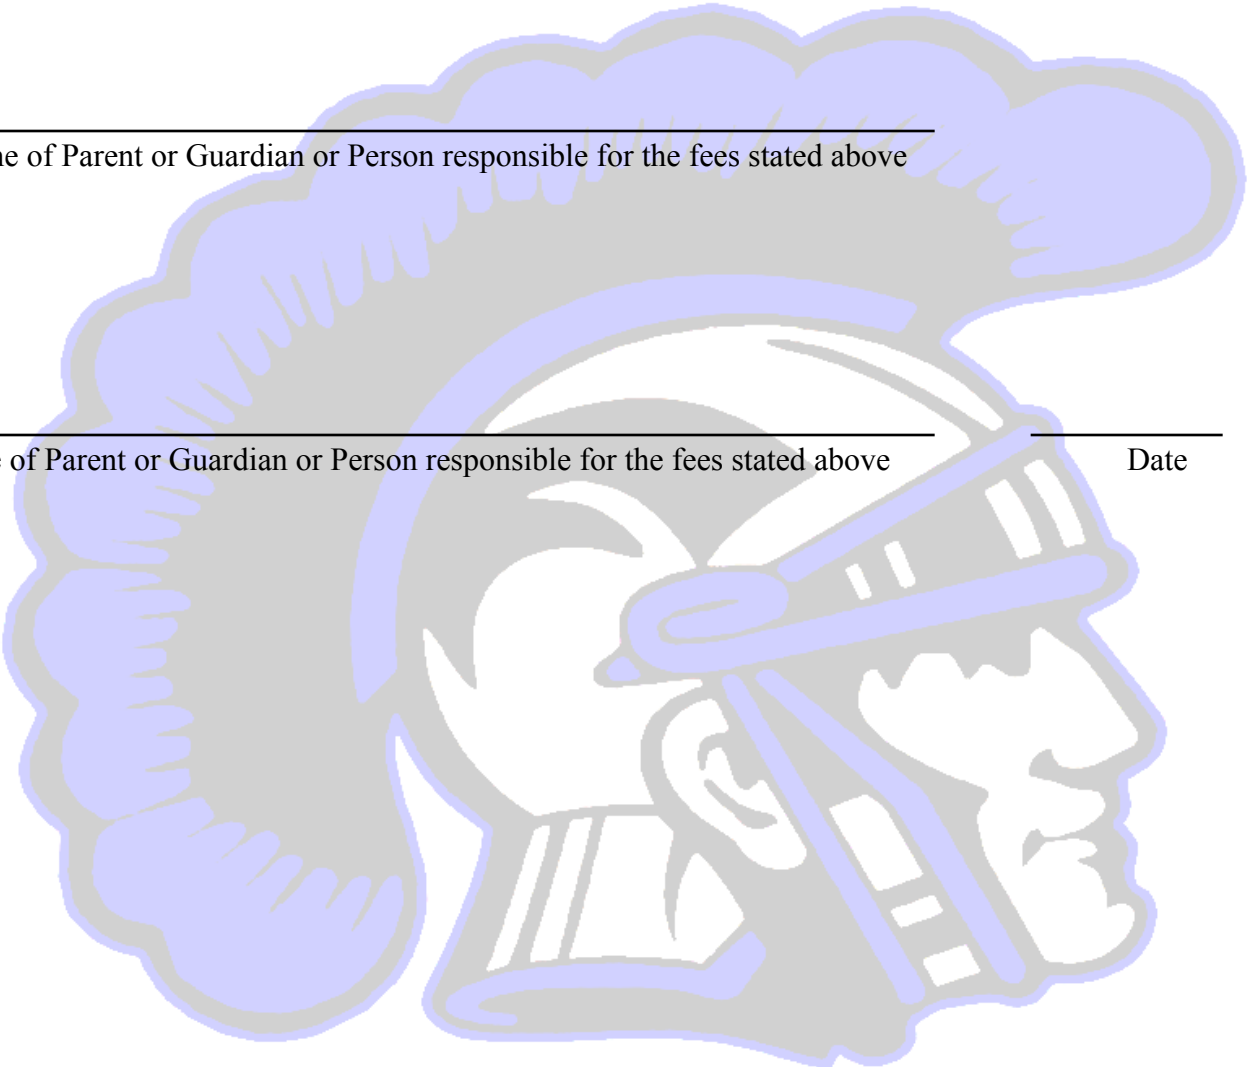 of Parent or Guardian or Person responsible for the fees stated above
of Parent or Guardian or Person responsible for the fees stated above Date